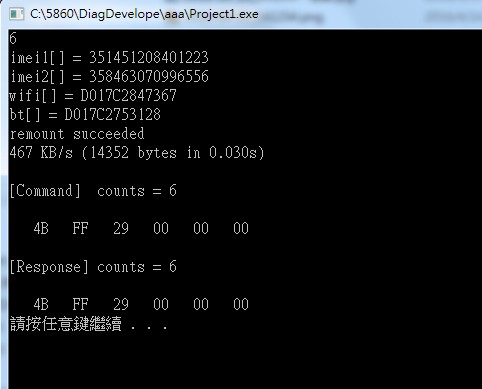 C:\5860\DiagDevelope\aaa\Project1.exe
6
imei1[] = 351451208401223
imei2[] = 358463070996556
wifi[] = D017C2847367
bt[] = D017C2753128
remount succeeded
467 KB/s (14352 bytes in 0.030s)
[Command]  counts = 6
4B   FF   29   00   00   00
[Response] counts = 6
4B   FF   29   00   00   00
請按任意鍵繼續 . . .